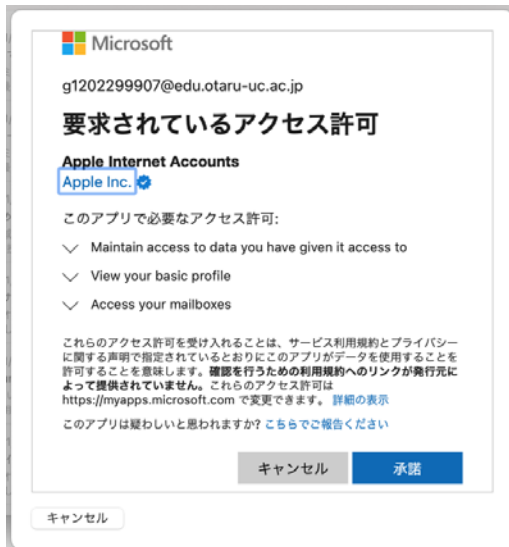 Microsoft
g1202299907@edu.otaru-uc.ac.jp
要求されているアクセス許可
Apple Internet Accounts
Apple Inc.
このアプリで必要なアクセス許可:
Maintain access to data you have given it access to
View your basic profile
Access your mailboxes
これらのアクセス許可を受け入れることは、サービス利用規約とプライバシー
に関する声明で指定されているとおりにこのアプリがデータを使用することを
許可することを意味します。確認を行うための利用規約へのリンクが発行元に
よって提供されていません。これらのアクセス許可は
https://myapps.microsoft.com で変更できます。 詳細の表示
このアプリは疑わしいと思われますか? こちらでご報告ください
キャンセル 承諾
キャンセル